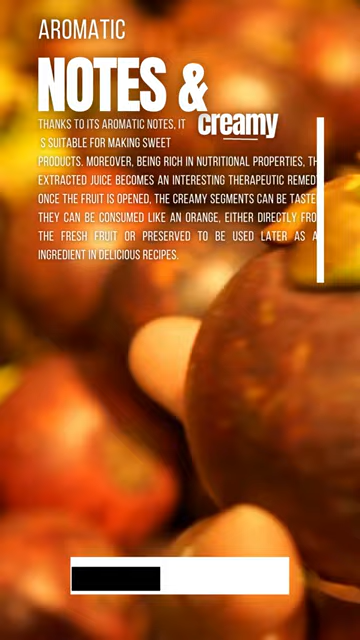 AROMATIC
NOTES &
creamy
THANKS TO ITS AROMATIC NOTES, IT
S SUITABLE FOR MAKING SWEET
PRODUCTS. MOREOVER, BEING RICH IN NUTRITIONAL PROPERTIES, TH
EXTRACTED JUICE BECOMES AN INTERESTING THERAPEUTIC REMEDY
ONCE THE FRUIT IS OPENED, THE CREAMY SEGMENTS CAN BE TASTE
THEY CAN BE CONSUMED LIKE AN ORANGE, EITHER DIRECTLY FRO
THE FRESH FRUIT OR PRESERVED TO BE USED LATER AS A
INGREDIENT IN DELICIOUS RECIPES.